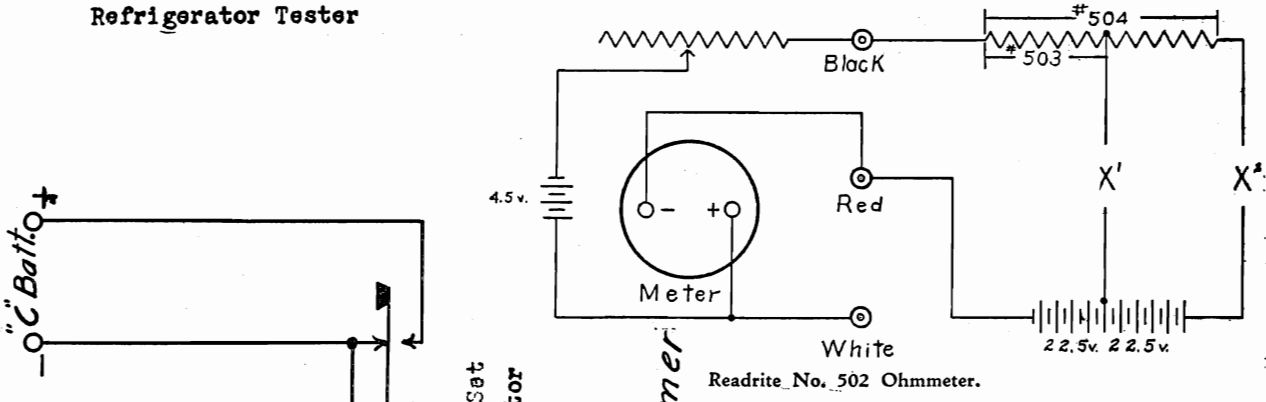 Refrigerator Tester
#504
#503
Black
X¹
X²
4.5 v.
- +
Red
Meter
White
22.5v. 22.5v.
Readrite No. 502 Ohmmeter.
+
"C" Batt.
-